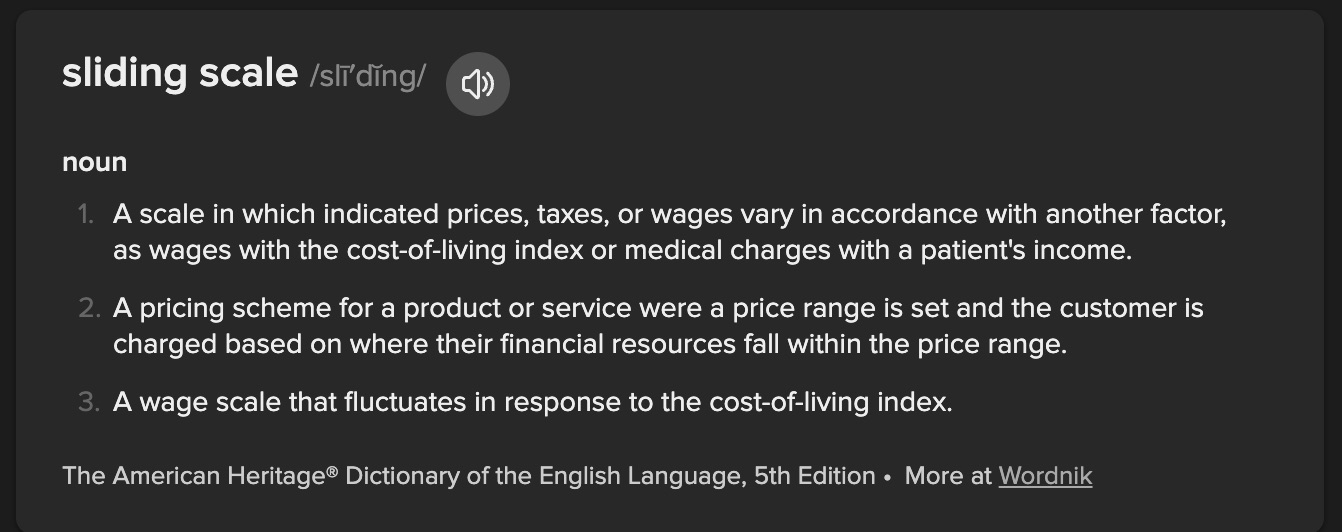 sliding scale /slī′dĭng/
noun
1. A scale in which indicated prices, taxes, or wages vary in accordance with another factor,
as wages with the cost-of-living index or medical charges with a patient's income.
2. A pricing scheme for a product or service were a price range is set and the customer is
charged based on where their financial resources fall within the price range.
3. A wage scale that fluctuates in response to the cost-of-living index.
The American Heritage® Dictionary of the English Language, 5th Edition • More at Wordnik